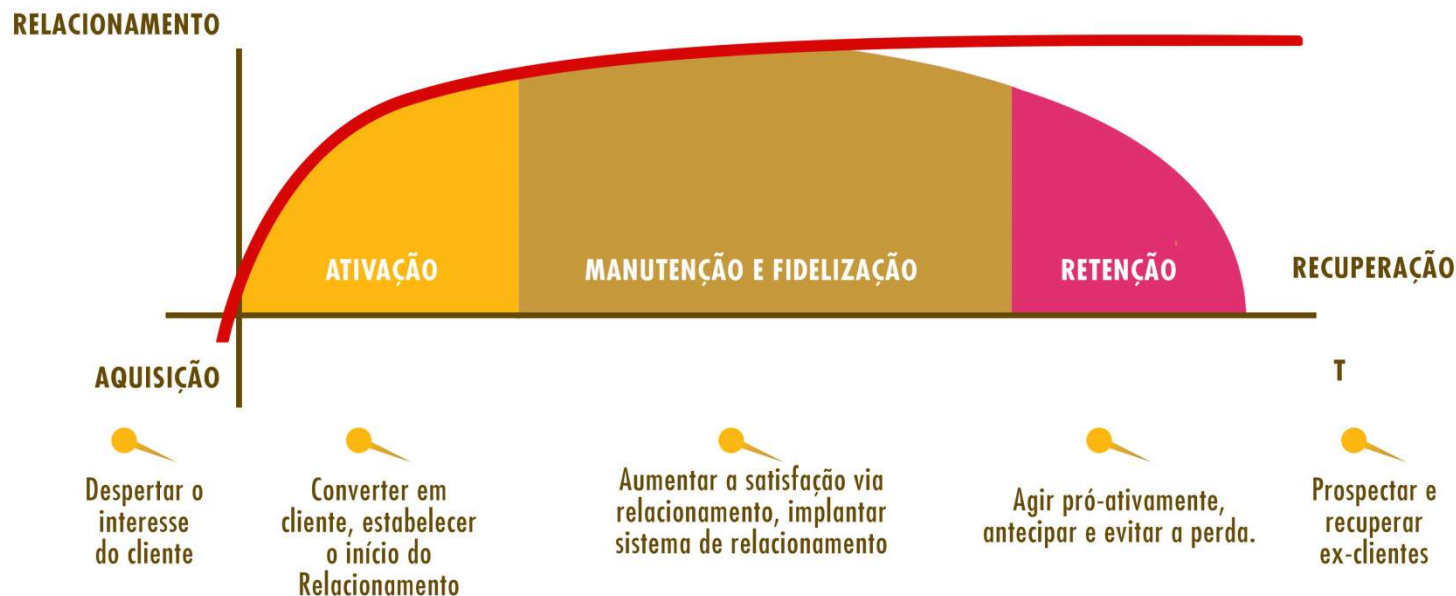 RELACIONAMENTO
ATIVAÇÃO
MANUTENÇÃO E FIDELIZAÇÃO
RETENÇÃO
RECUPERAÇÃO
AQUISIÇÃO
T
Despertar o
interesse
do cliente
Converter em
cliente, estabelecer
o início do
Relacionamento
Aumentar a satisfação via
relacionamento, implantar
sistema de relacionamento
Agir pró-ativamente,
antecipar e evitar a perda.
Prospectar e
recuperar
ex-clientes